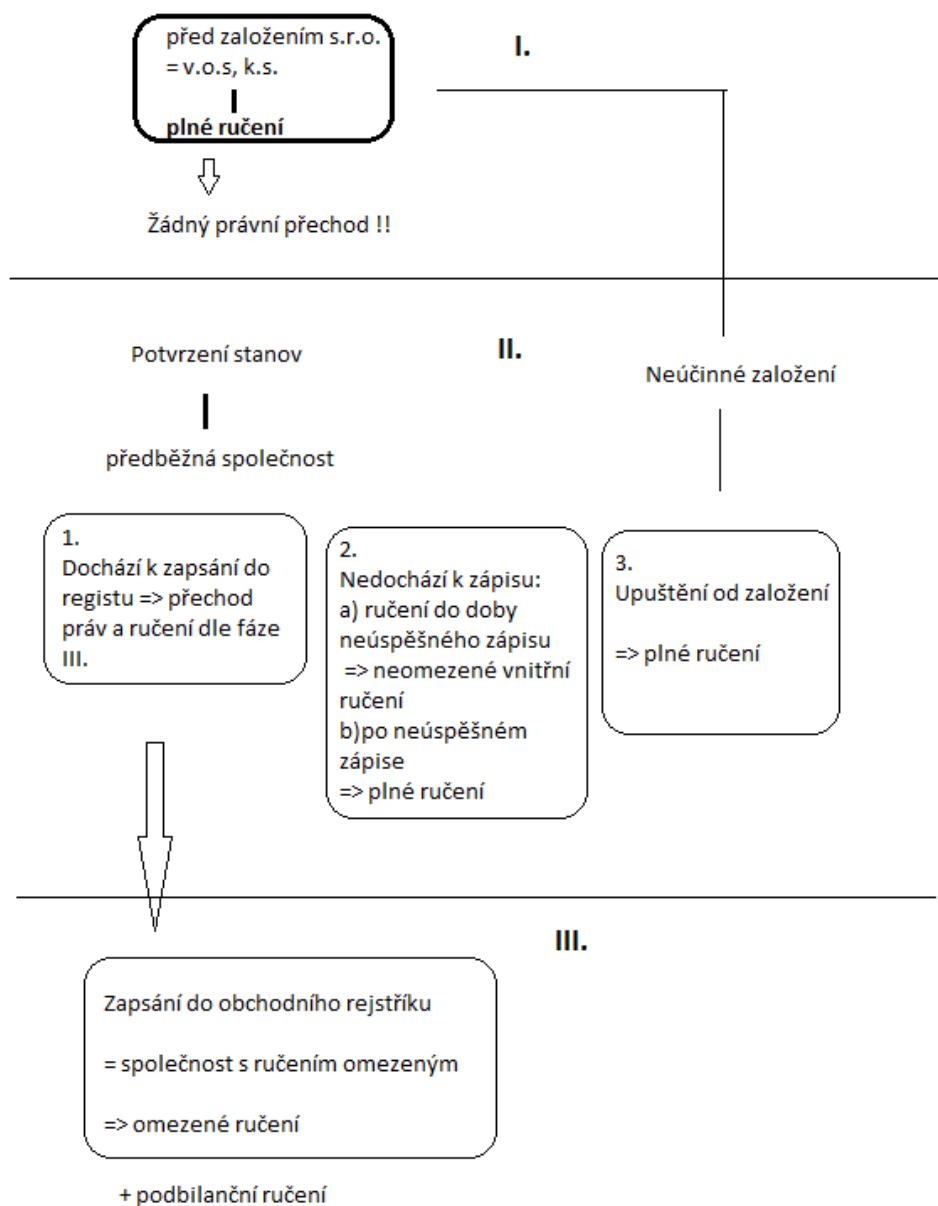 před založením s.r.o.
= v.o.s, k.s.
plné ručení
I.
Žádný právní přechod !!
II.
Potvrzení stanov
předběžná společnost
Neúčinné založení
1.
Dochází k zapsání do
registu => přechod
práv a ručení dle fáze
III.
2.
Nedochází k zápisu:
a) ručení do doby
neúspěšného zápisu
=> neomezené vnitřní
ručení
b)po neúspěšném
zápise
=> plné ručení
3.
Upuštění od založení
=> plné ručení
III.
Zapsání do obchodního rejstříku
= společnost s ručením omezeným
=> omezené ručení
+ podbilanční ručení